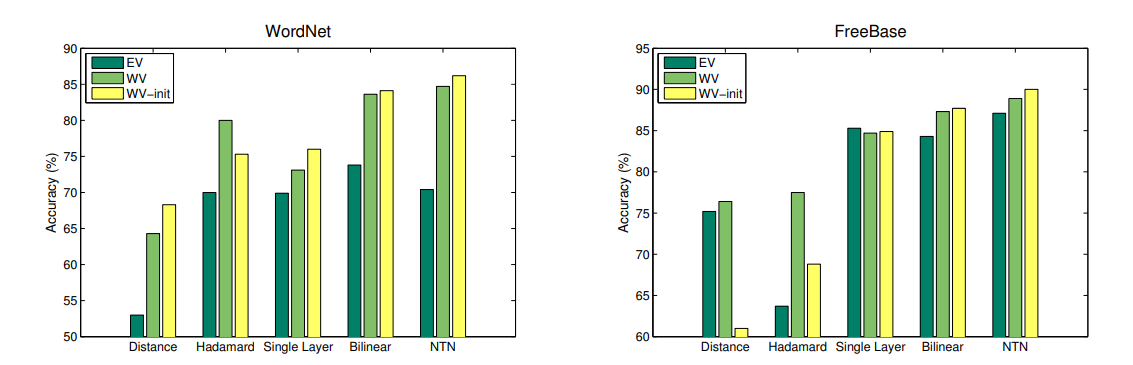 WordNet
90
85
80
75
70
65
60
55
50
Accuracy (%)
EV
WV
WV-init
Distance Hadamard Single Layer Bilinear NTN
FreeBase
95
90
85
80
75
70
65
60
Accuracy (%)
EV
WV
WV-init
Distance Hadamard Single Layer Bilinear NTN